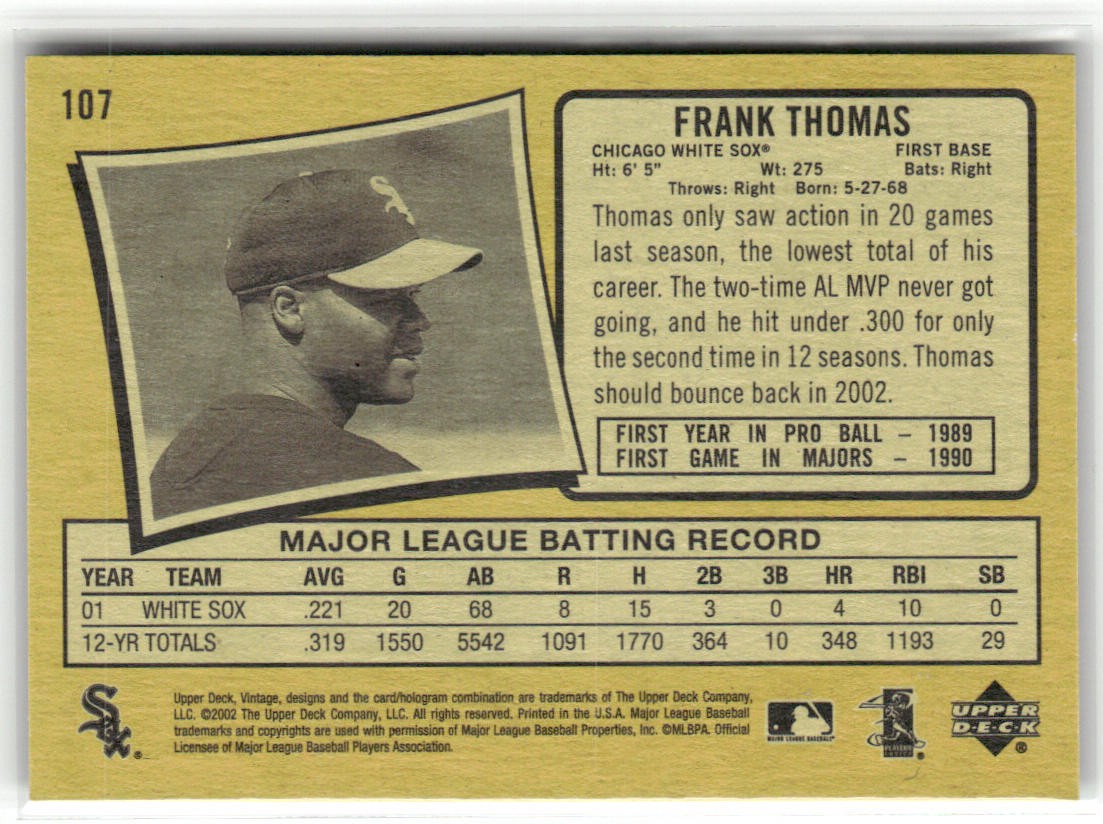 107
FRANK THOMAS
CHICAGO WHITE SOX® FIRST BASE
Ht: 6' 5" Wt: 275 Bats: Right
Throws: Right Born: 5-27-68
Thomas only saw action in 20 games
last season, the lowest total of his
career. The two-time AL MVP never got
going, and he hit under .300 for only
the second time in 12 seasons. Thomas
should bounce back in 2002.
FIRST YEAR IN PRO BALL – 1989
FIRST GAME IN MAJORS – 1990
MAJOR LEAGUE BATTING RECORD
YEAR TEAM AVG G AB R H 2B 3B HR RBI SB
01 WHITE SOX .221 20 68 8 15 3 0 4 10 0
12-YR TOTALS .319 1550 5542 1091 1770 364 10 348 1193 29
Sox®
Upper Deck, Vintage, designs and the card/hologram combination are trademarks of The Upper Deck Company,
LLC. ©2002 The Upper Deck Company, LLC. All rights reserved. Printed in the U.S.A. Major League Baseball
trademarks and copyrights are used with permission of Major League Baseball Properties, Inc. ©MLBPA. Official
Licensee of Major League Baseball Players Association.
MAJOR LEAGUE BASEBALL
PLAYERS CHOICE ®
UPPER
DECK ®